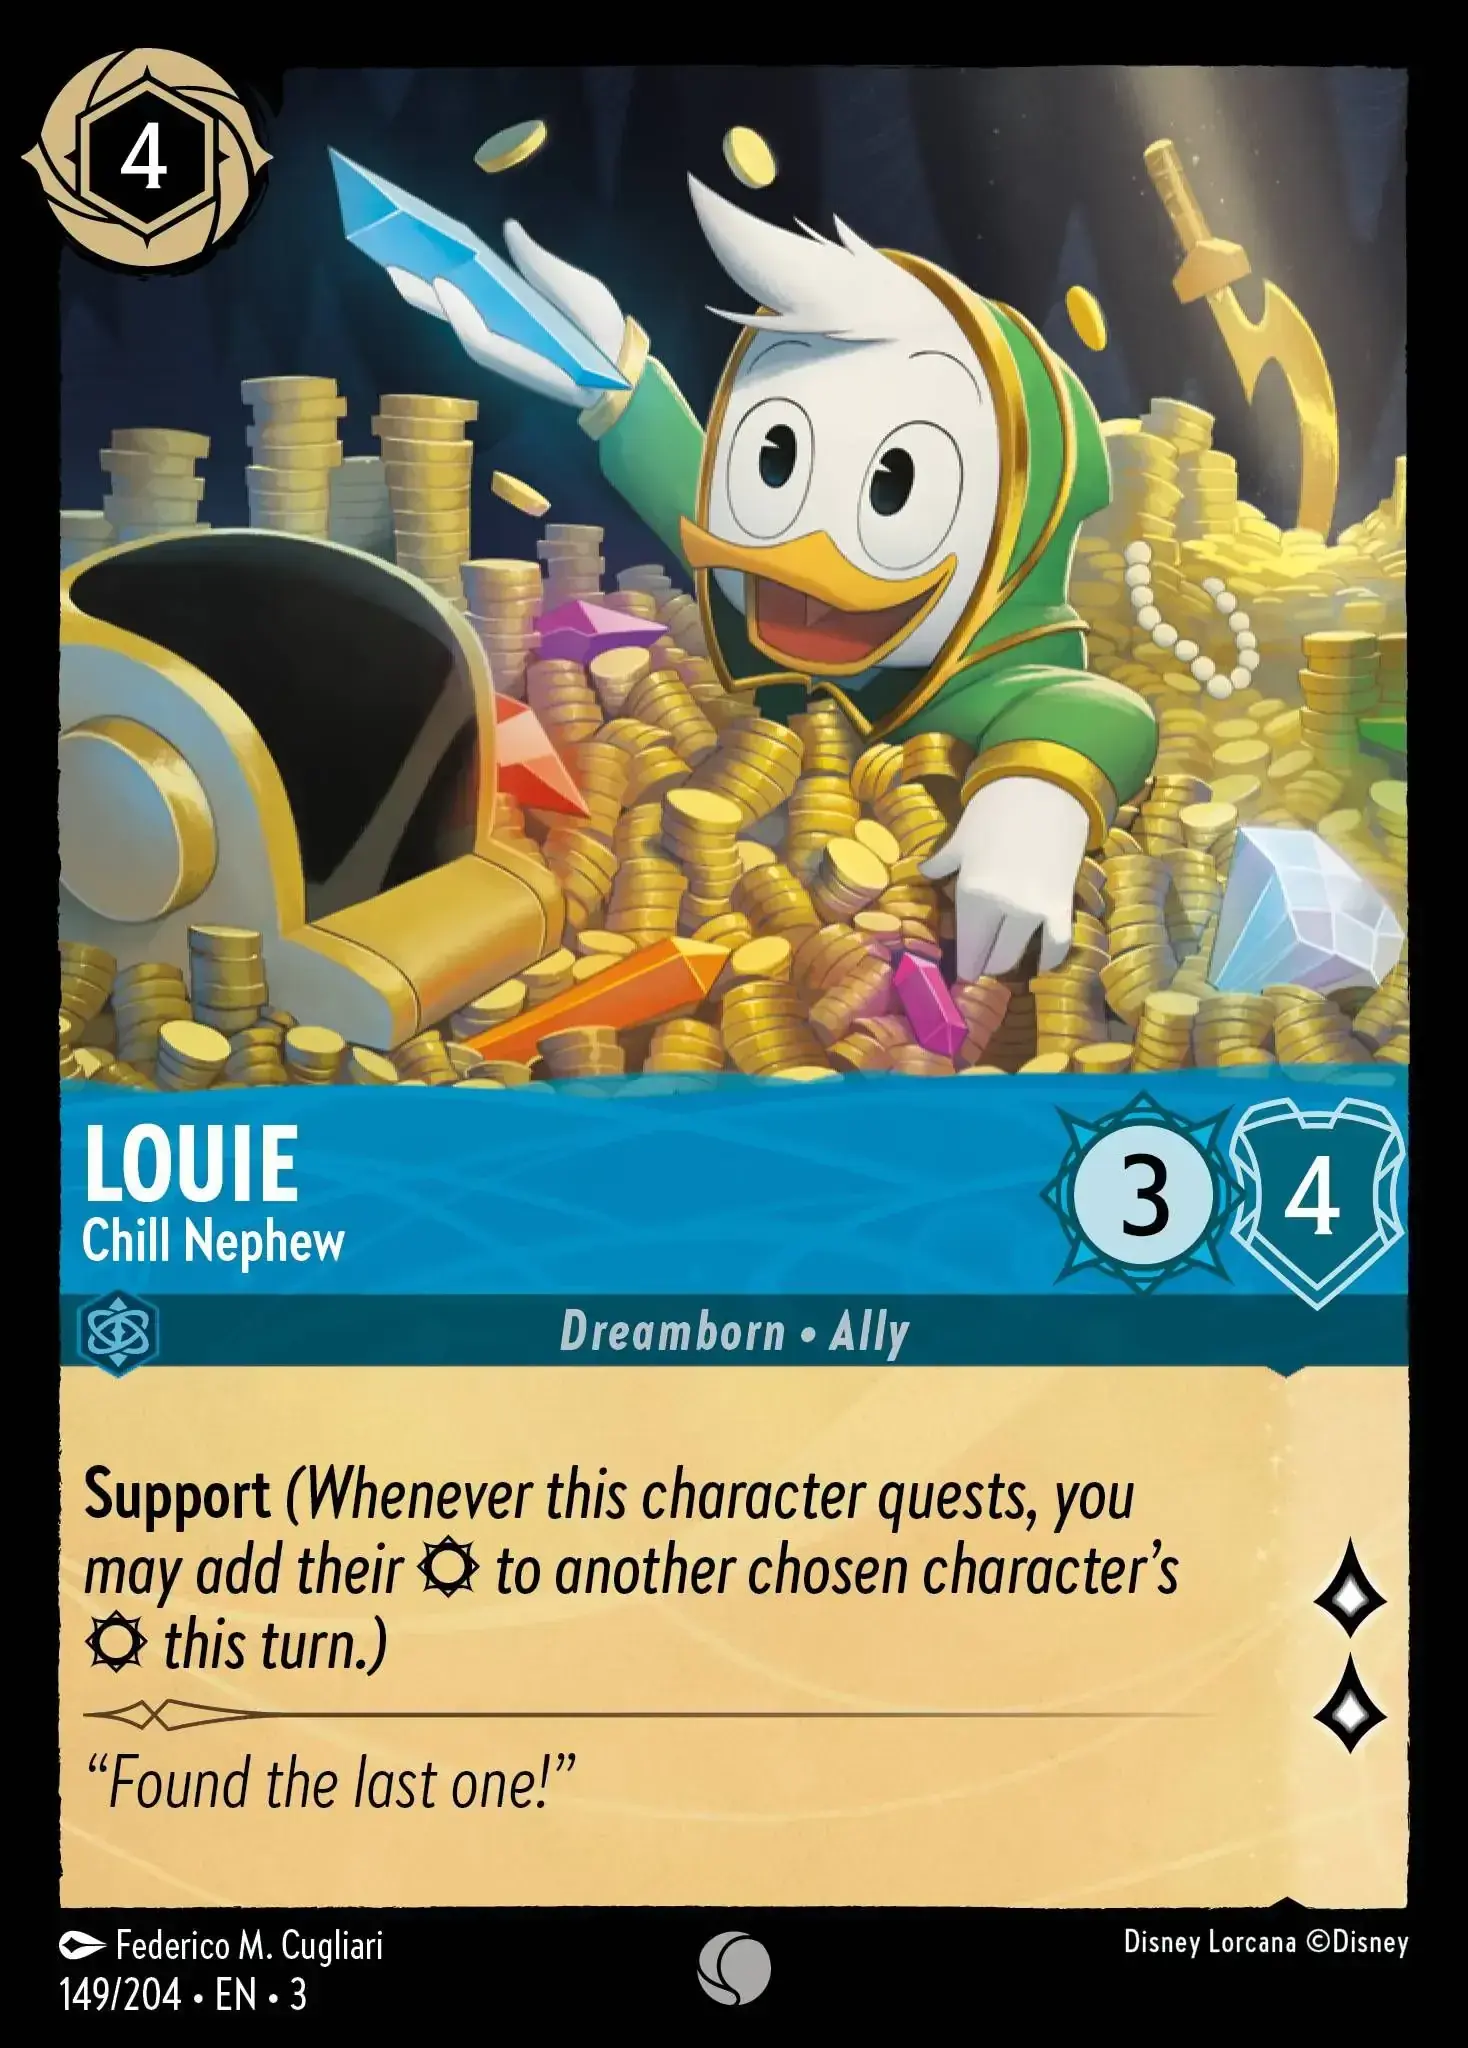 4
LOUIE
Chill Nephew
3
4
Dreamborn • Ally
Support (Whenever this character quests, you
may add their to another chosen character’s
this turn.)
“Found the last one!”
Federico M. Cugliari
149/204 • EN • 3
Disney Lorcana ©Disney